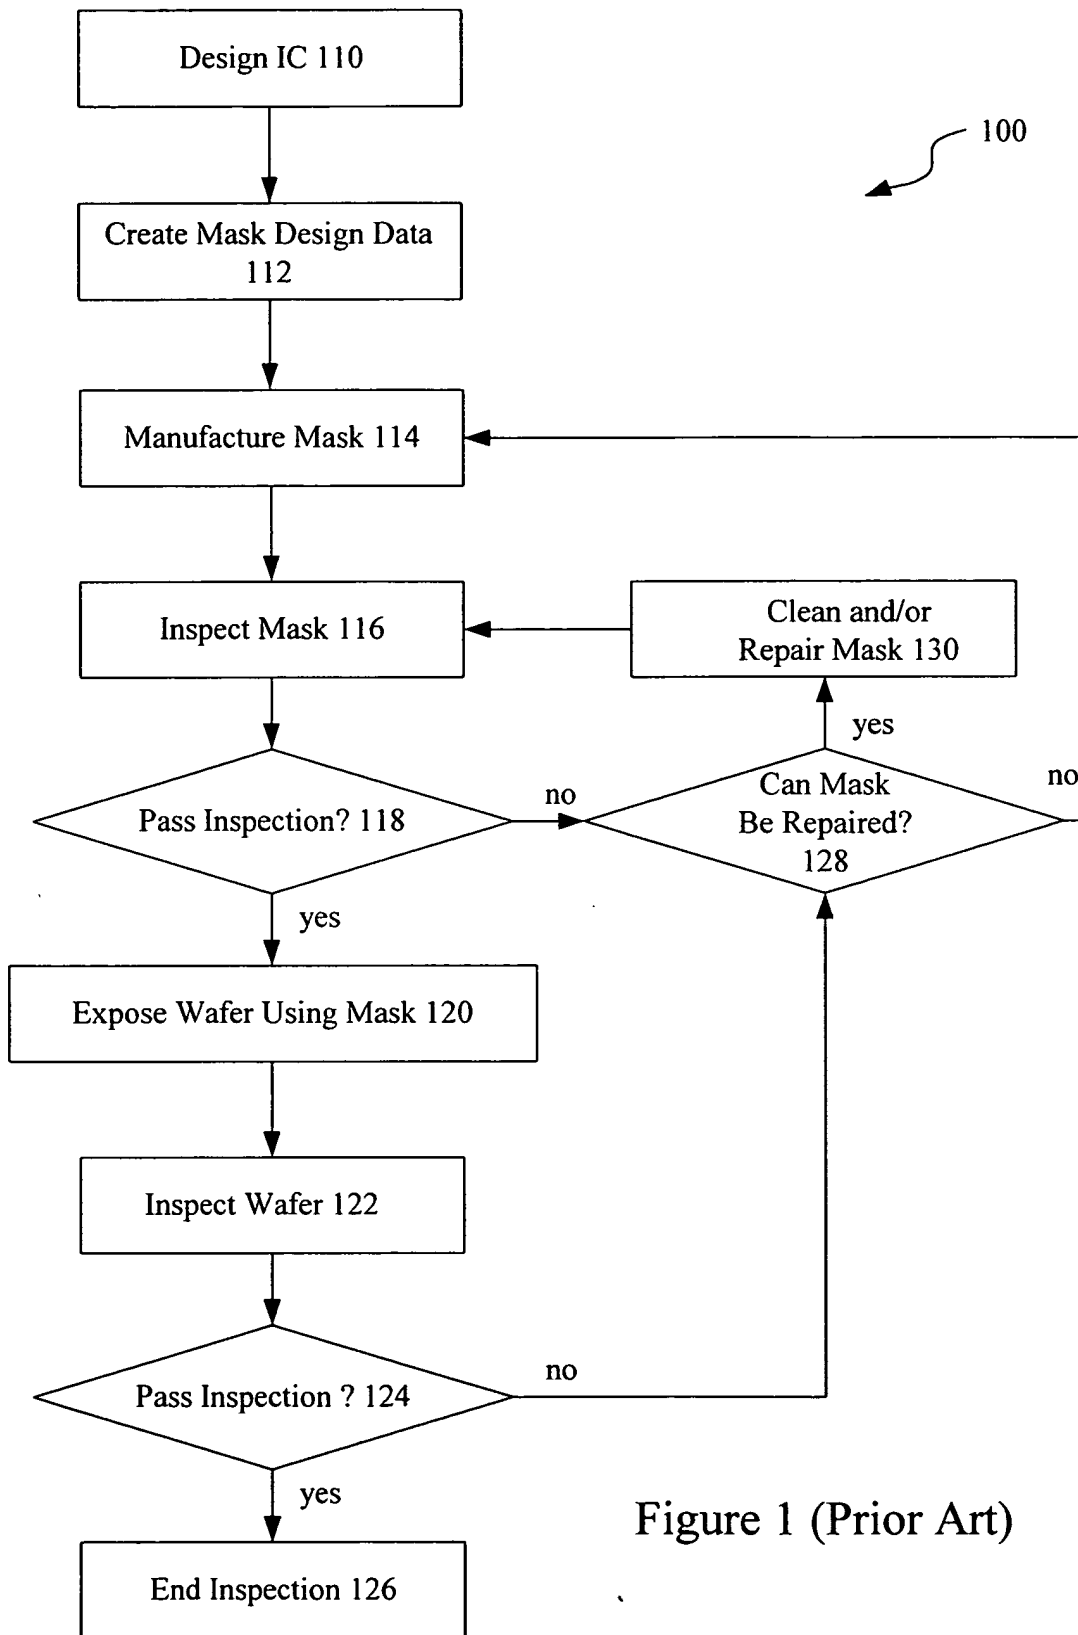 Design IC 110
100
Create Mask Design Data
112
Manufacture Mask 114
Inspect Mask 116
Clean and/or
Repair Mask 130
yes
Pass Inspection? 118
no
Can Mask
Be Repaired?
128
no
yes
Expose Wafer Using Mask 120
Inspect Wafer 122
Pass Inspection ? 124
no
yes
Figure 1 (Prior Art)
End Inspection 126